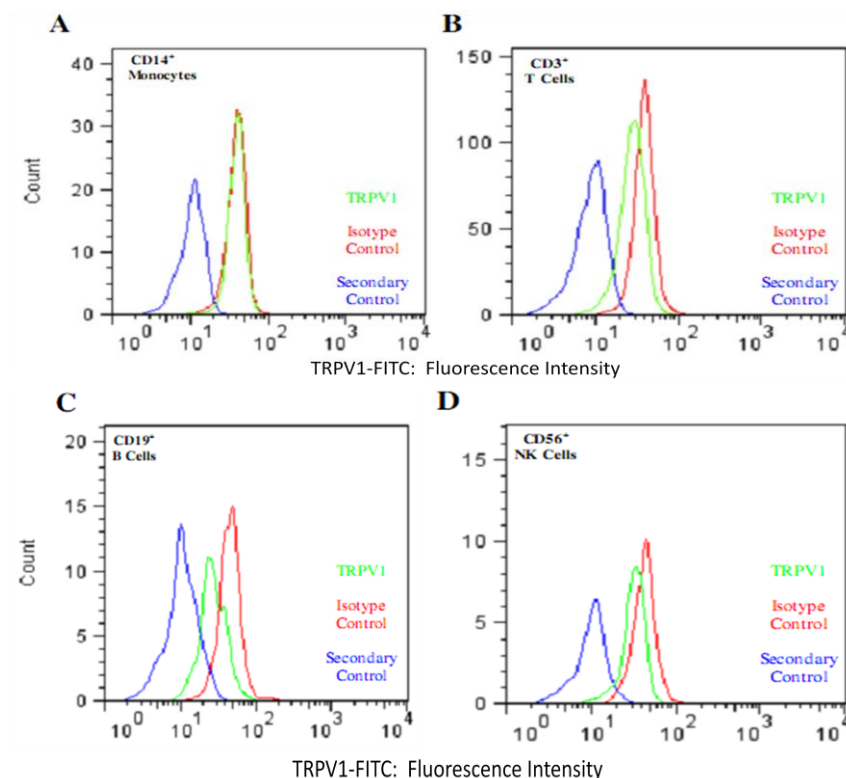 A
CD14+
Monocytes
40
30
20
10
0
Count
TRPV1
Isotype
Control
Secondary
Control
10^0 10^1 10^2 10^3 10^4
B
CD3+
T Cells
150
100
50
0
TRPV1
Isotype
Control
Secondary
Control
10^0 10^1 10^2 10^3 10^4
TRPV1-FITC: Fluorescence Intensity
C
CD19+
B Cells
20
15
10
5
0
Count
TRPV1
Isotype
Control
Secondary
Control
10^0 10^1 10^2 10^3 10^4
D
CD56+
NK Cells
15
10
5
0
TRPV1
Isotype
Control
Secondary
Control
10^0 10^1 10^2 10^3 10^4
TRPV1-FITC: Fluorescence Intensity